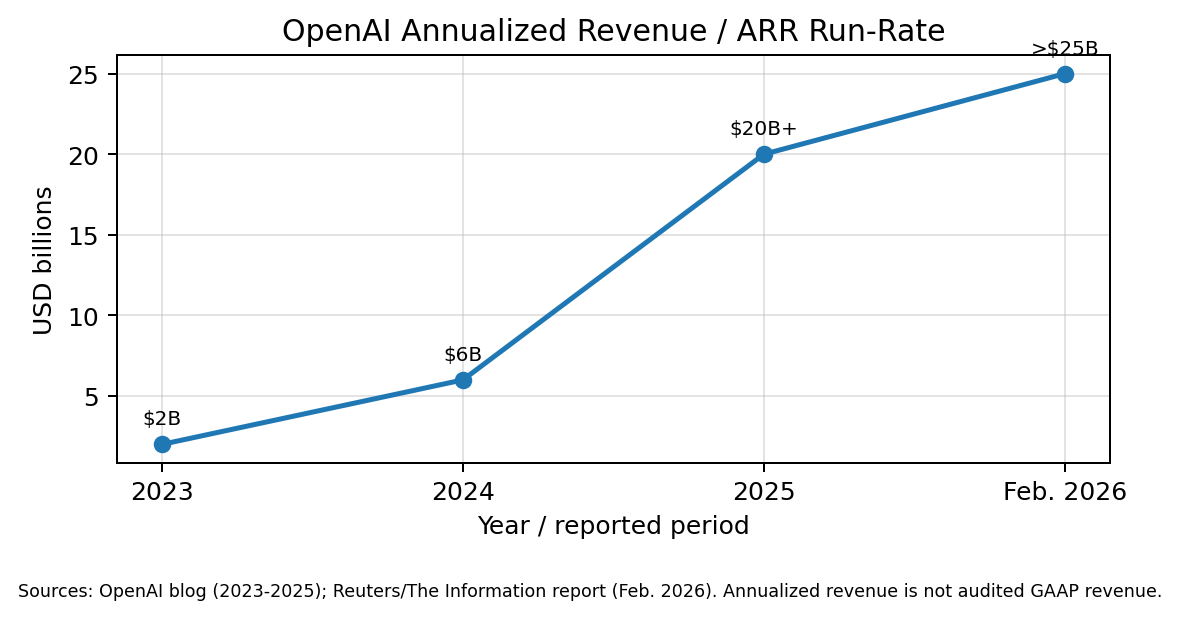 OpenAI Annualized Revenue / ARR Run-Rate
>$25B
25
$20B+
20
15
USD billions
10
$6B
5
$2B
2023 2024 2025 Feb. 2026
Year / reported period
Sources: OpenAI blog (2023-2025); Reuters/The Information report (Feb. 2026). Annualized revenue is not audited GAAP revenue.